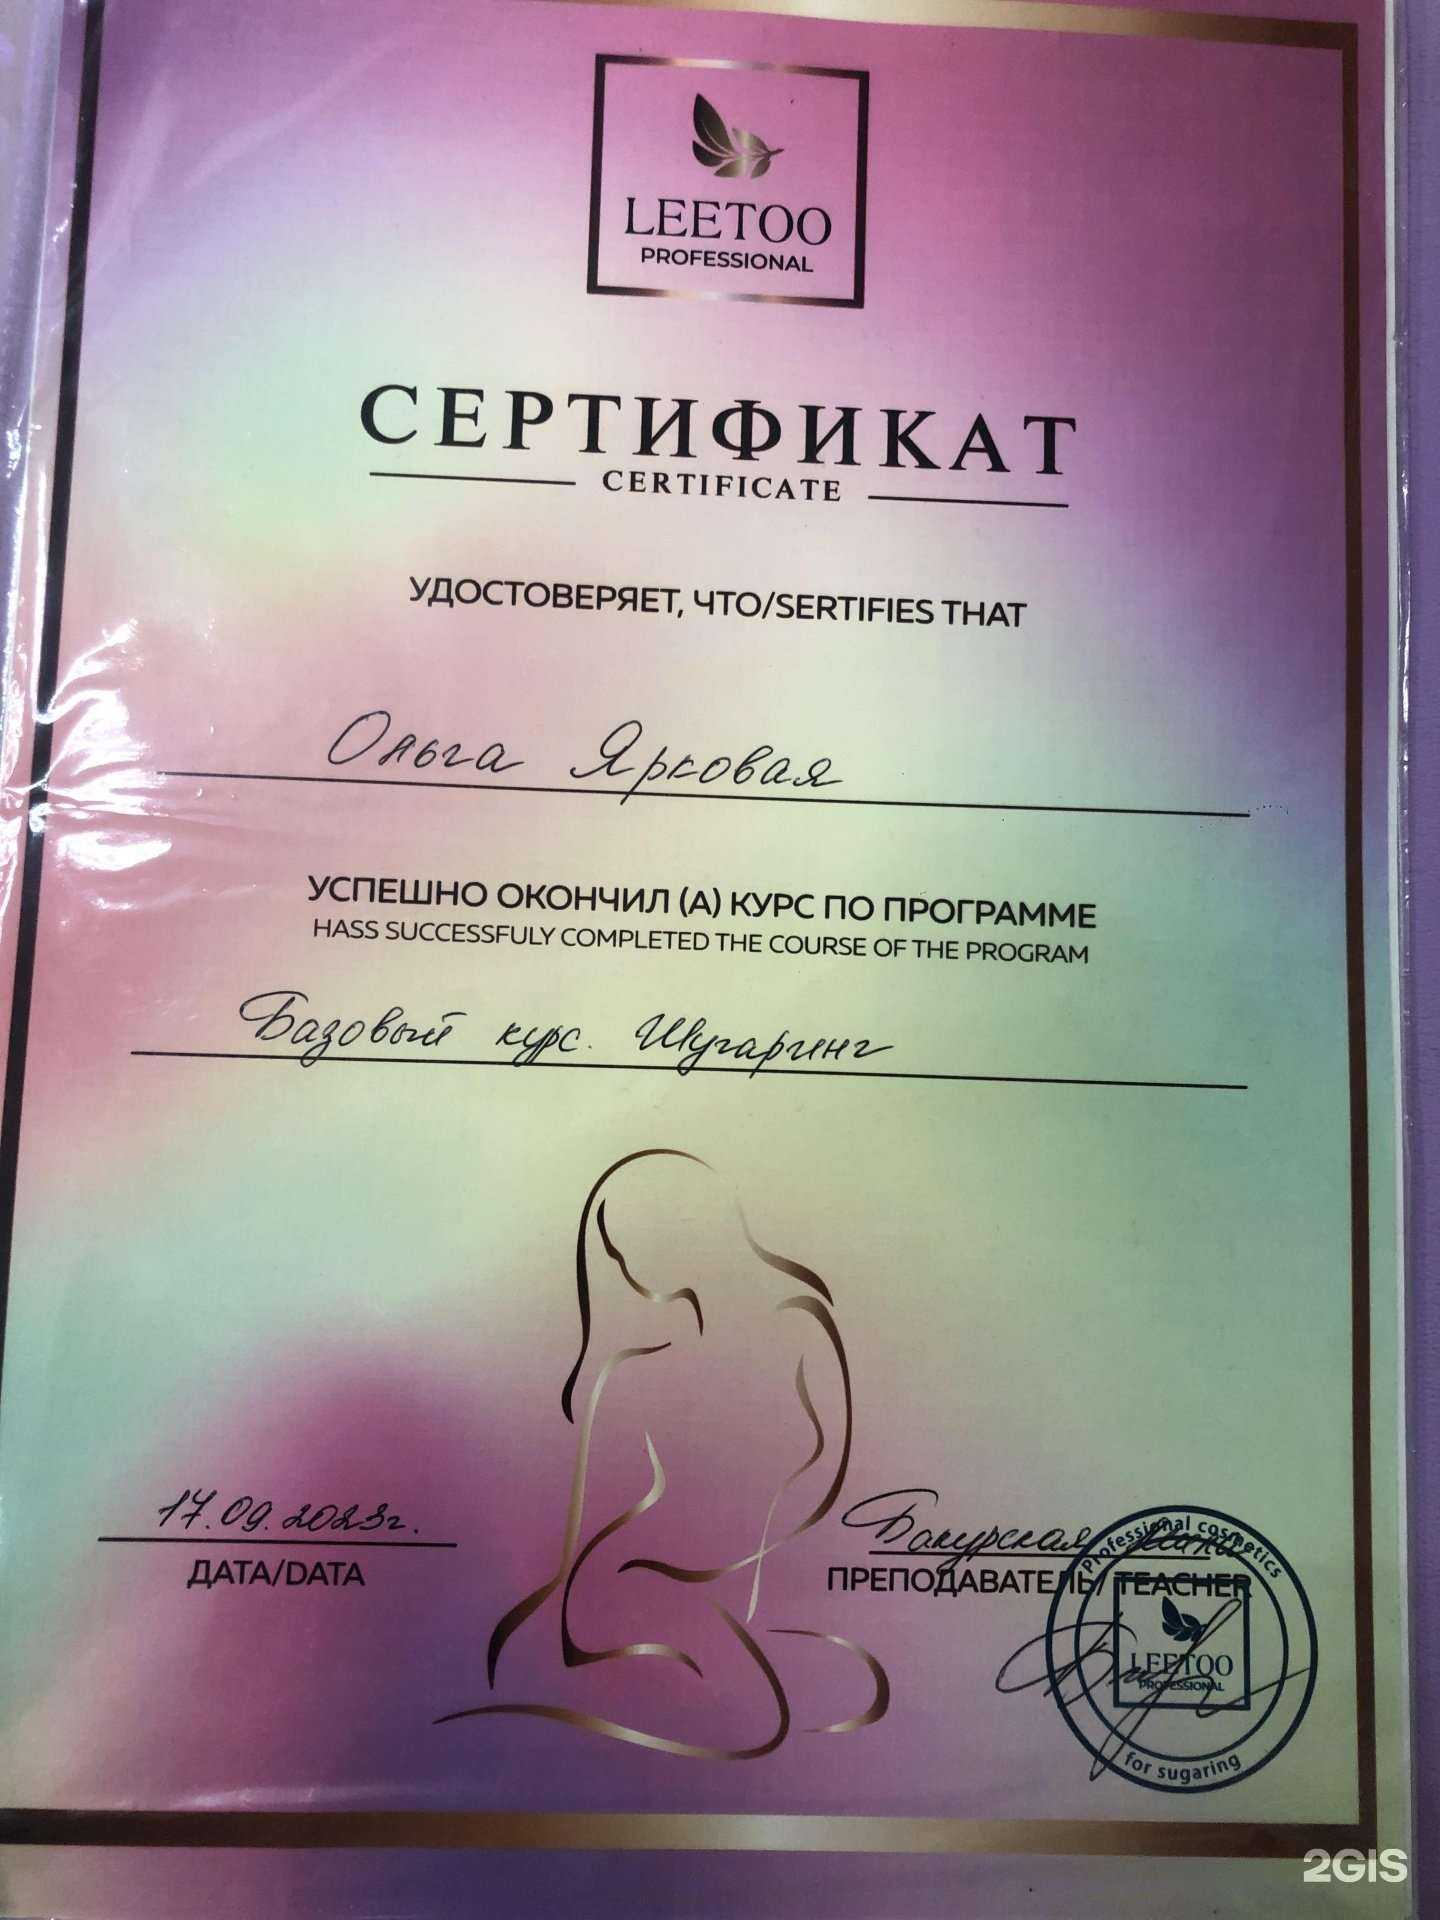 LEETOO
PROFESSIONAL
СЕРТИФИКАТ
CERTIFICATE
УДОСТОВЕРЯЕТ, ЧТО/SERTIFIES THAT
Ольга Ярковая
УСПЕШНО ОКОНЧИЛ (А) КУРС ПО ПРОГРАММЕ
HASS SUCCESSFULY COMPLETED THE COURSE OF THE PROGRAM
Базовый курс. Шугаринг
17.09.2023г.
ДАТА/DATA
Бакурская
ПРЕПОДАВАТЕЛЬ/ TEACHER
Professional cosmetics
LEETOO
PROFESSIONAL
for sugaring
2GIS